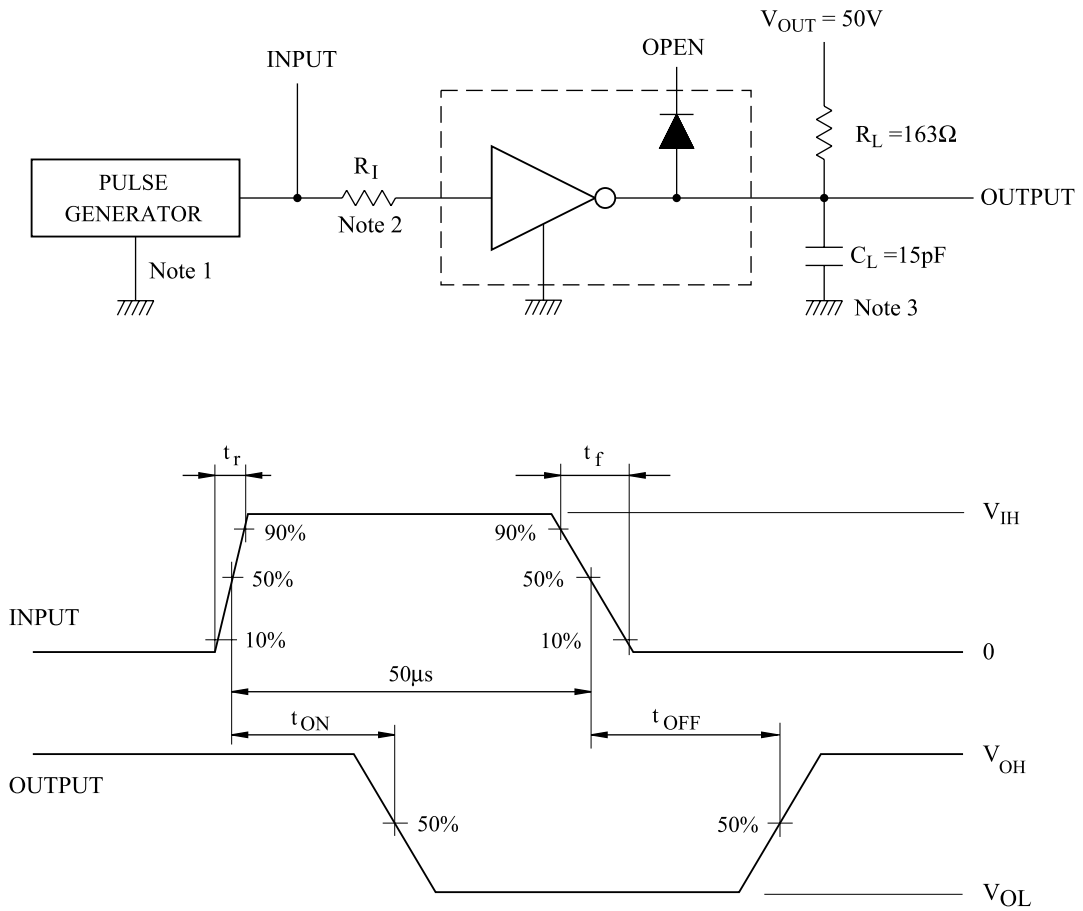 V_OUT = 50V
INPUT
OPEN
R_L =163Ω
PULSE
GENERATOR
R_I
Note 2
OUTPUT
Note 1
C_L =15pF
Note 3
t_r
t_f
V_IH
90%
90%
50%
50%
INPUT
10%
10%
0
50μs
t_ON
t_OFF
V_OH
OUTPUT
50%
50%
V_OL